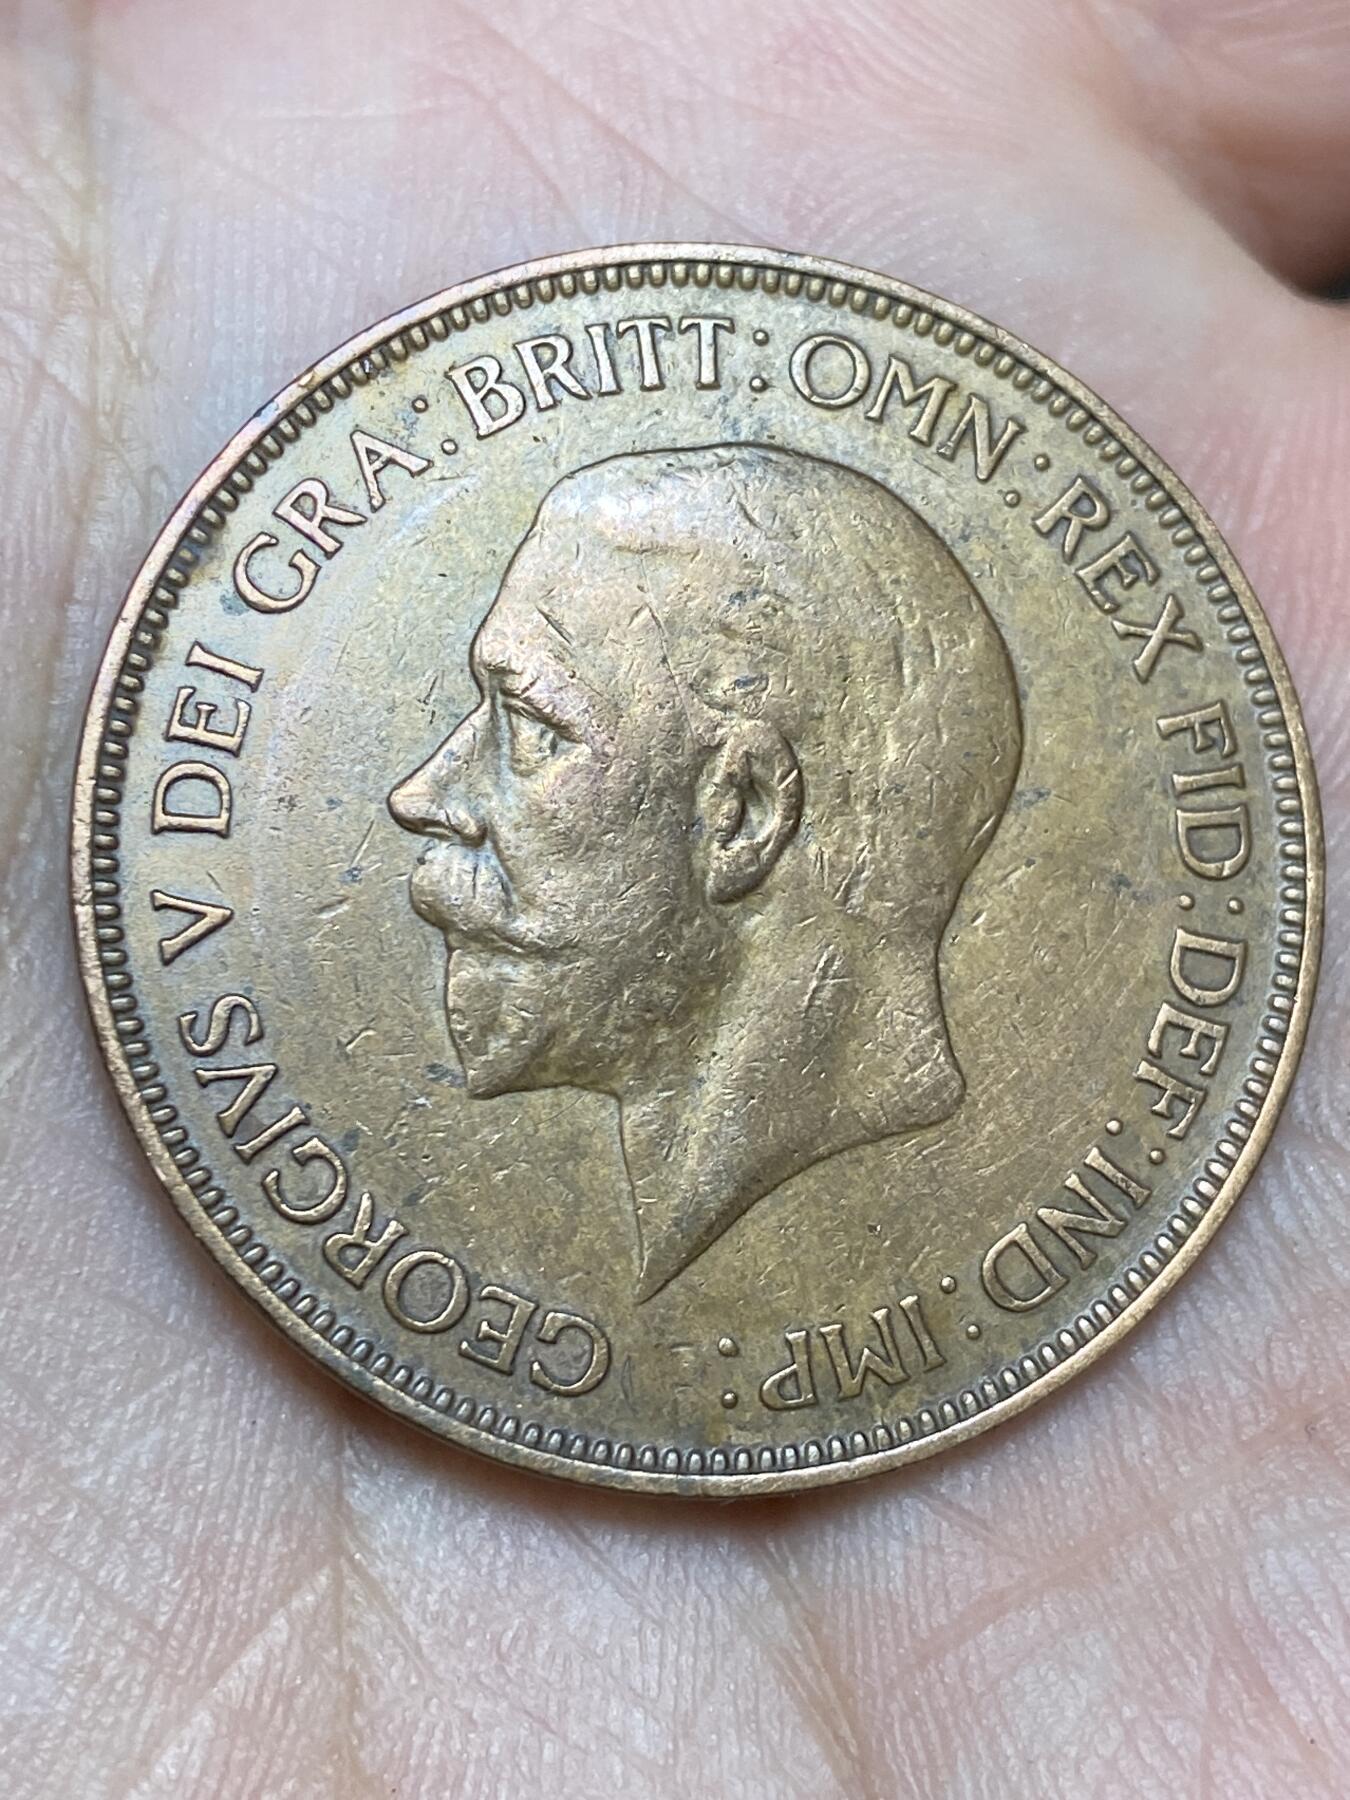 GEORGIVS V DEI GRA: BRITT: OMN: REX FID: DEF: IND: IMP: